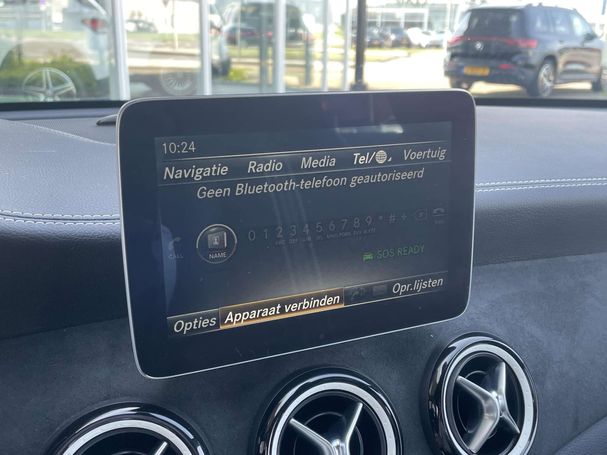 10:24
Navigatie Radio Media Tel/ Voertuig
Geen Bluetooth-telefoon geautoriseerd
CALL NAME 0 1 2 3 4 5 6 7 8 9 * # +
SOS READY
Opties Apparaat verbinden Opr.lijsten